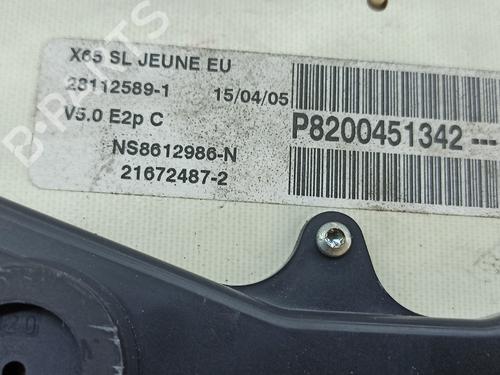 X65 SL JEUNE EU
23112589-1 15/04/05
V5.0 E2p C
P8200451342---
NS8612986-N
21672487-2
B-PARTS